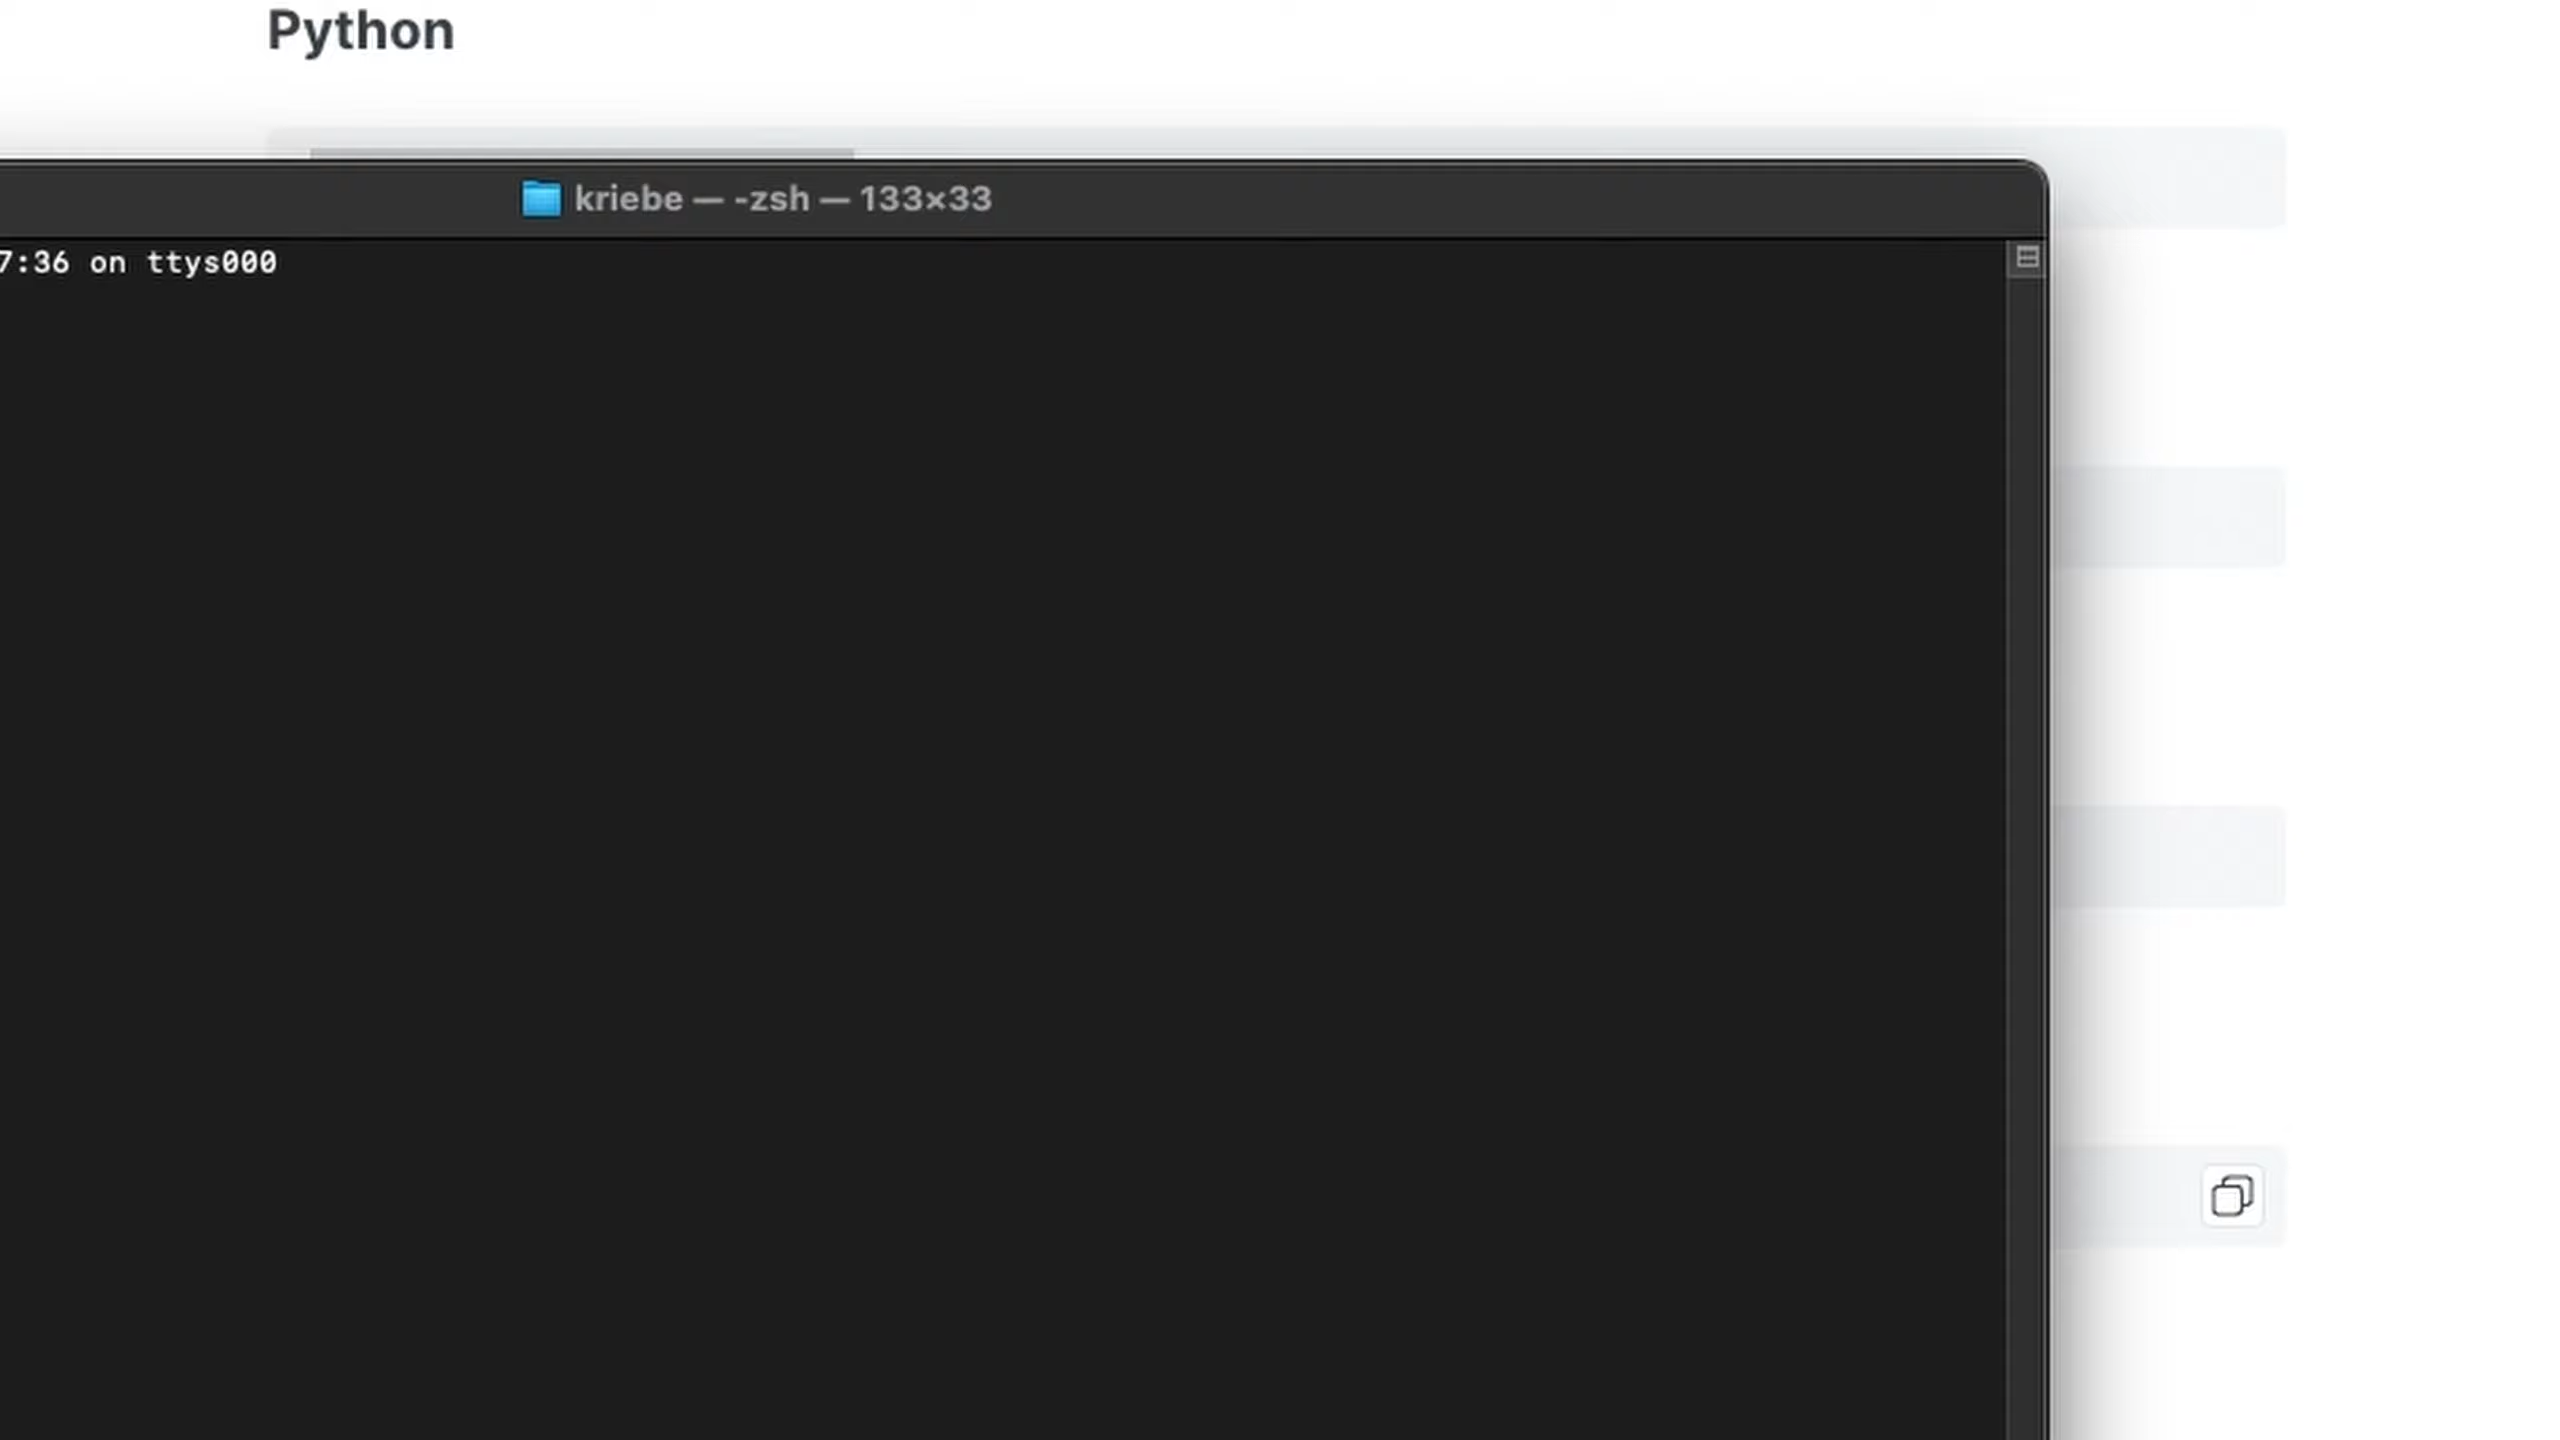 Python
kriebe — -zsh — 133×33
7:36 on ttys000